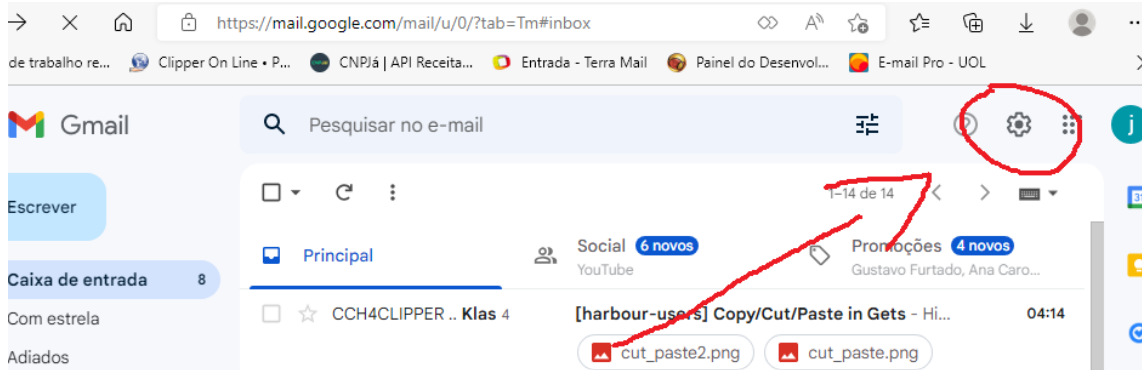 https://mail.google.com/mail/u/0/?tab=Tm#inbox
de trabalho re... Clipper On Line • P... CNPJá | API Receita... Entrada - Terra Mail Painel do Desenvol... E-mail Pro - UOL
Gmail
Pesquisar no e-mail
j
Escrever
1–14 de 14
31
Principal
Social 6 novos
YouTube
Promoções 4 novos
Gustavo Furtado, Ana Caro...
Caixa de entrada 8
CCH4CLIPPER .. Klas 4
[harbour-users] Copy/Cut/Paste in Gets - Hi...
04:14
Com estrela
cut_paste2.png
cut_paste.png
Adiados